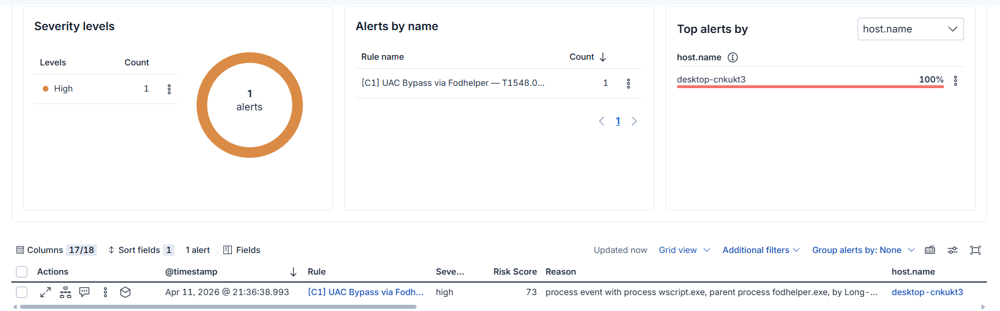 Severity levels
Levels Count
High 1
1
alerts
Alerts by name
Rule name Count
[C1] UAC Bypass via Fodhelper — T1548.0... 1
1
Top alerts by host.name
host.name
desktop-cnkukt3 100%
Columns 17/18 Sort fields 1 1 alert Fields Updated now Grid view Additional filters Group alerts by: None
Actions @timestamp Rule Seve... Risk Score Reason host.name
Apr 11, 2026 @ 21:36:38.993 [C1] UAC Bypass via Fodh... high 73 process event with process wscript.exe, parent process fodhelper.exe, by Long-... desktop-cnkukt3